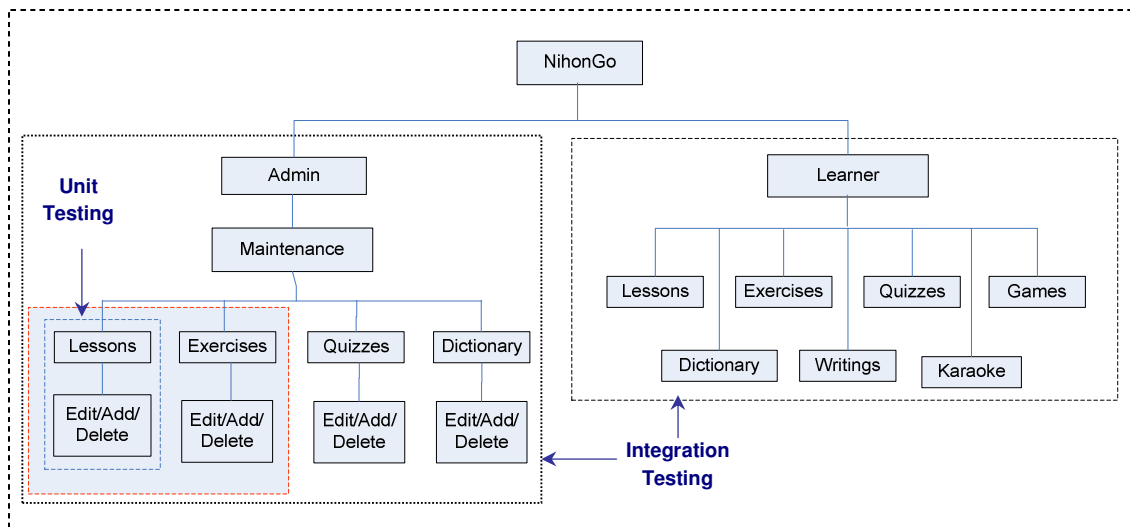 NihonGo
Admin
Learner
Unit
Testing
Maintenance
Lessons
Exercises
Quizzes
Games
Lessons
Exercises
Quizzes
Dictionary
Dictionary
Writings
Karaoke
Edit/Add/
Delete
Edit/Add/
Delete
Edit/Add/
Delete
Edit/Add/
Delete
Integration
Testing